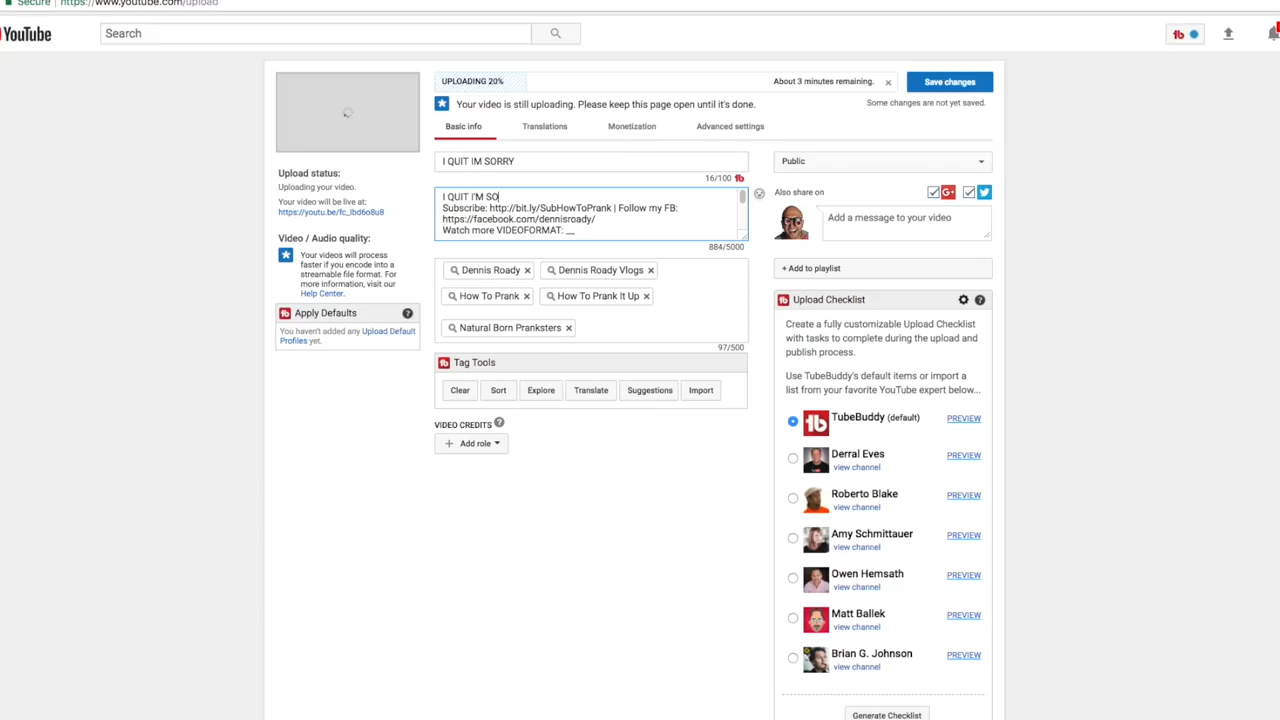 Secure https://www.youtube.com/upload
YouTube
Search
tb
UPLOADING 20%
About 3 minutes remaining. ×
Save changes
Your video is still uploading. Please keep this page open until it's done.
Some changes are not yet saved.
Basic info
Translations
Monetization
Advanced settings
Upload status:
Uploading your video.
Your video will be live at:
https://youtu.be/fc_lbd6o8u8
Video / Audio quality:
Your videos will process
faster if you encode into a
streamable file format. For
more information, visit our
Help Center.
tb Apply Defaults ?
You haven't added any Upload Default
Profiles yet.
I QUIT IM SORRY
16/100 tb
I QUIT I'M SO
Subscribe: http://bit.ly/SubHowToPrank | Follow my FB:
https://facebook.com/dennisroady/
Watch more VIDEOFORMAT: __
884/5000
Dennis Roady × Dennis Roady Vlogs ×
How To Prank × How To Prank It Up ×
Natural Born Pranksters ×
97/500
tb Tag Tools
Clear Sort Explore Translate Suggestions Import
VIDEO CREDITS ?
+ Add role
Public
Also share on G+
Add a message to your video
+ Add to playlist
tb Upload Checklist ?
Create a fully customizable Upload Checklist
with tasks to complete during the upload and
publish process.
Use TubeBuddy's default items or import a
list from your favorite YouTube expert below...
tb TubeBuddy (default) PREVIEW
Derral Eves PREVIEW
view channel
Roberto Blake PREVIEW
view channel
Amy Schmittauer PREVIEW
view channel
Owen Hemsath PREVIEW
view channel
Matt Ballek PREVIEW
view channel
Brian G. Johnson PREVIEW
view channel
Generate Checklist